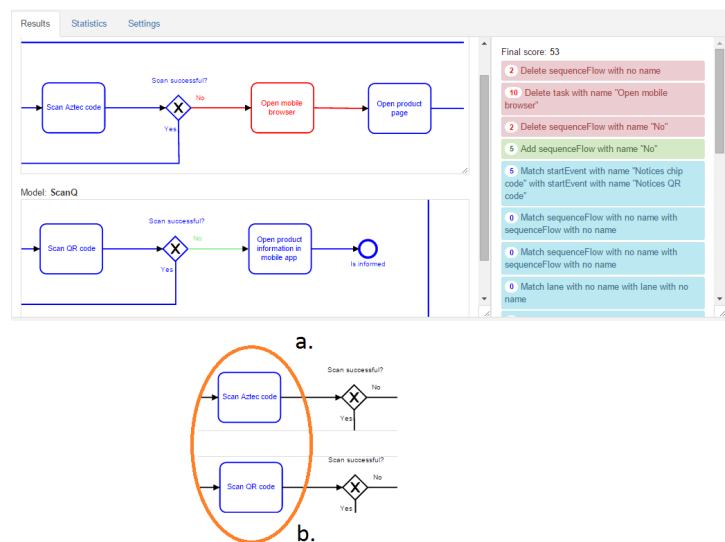 Results Statistics Settings
Scan successful?
Scan Aztec code
No
Yes
Open mobile
browser
Open product
page
Model: ScanQ
Scan successful?
Scan QR code
No
Yes
Open product
information in
mobile app
Is informed
Final score: 53
2 Delete sequenceFlow with no name
10 Delete task with name "Open mobile
browser"
2 Delete sequenceFlow with name "No"
5 Add sequenceFlow with name "No"
5 Match startEvent with name "Notices chip
code" with startEvent with name "Notices QR
code"
0 Match sequenceFlow with no name with
sequenceFlow with no name
0 Match sequenceFlow with no name with
sequenceFlow with no name
0 Match lane with no name with lane with no
name
a.
Scan successful?
Scan Aztec code
No
Yes
Scan successful?
Scan QR code
No
Yes
b.